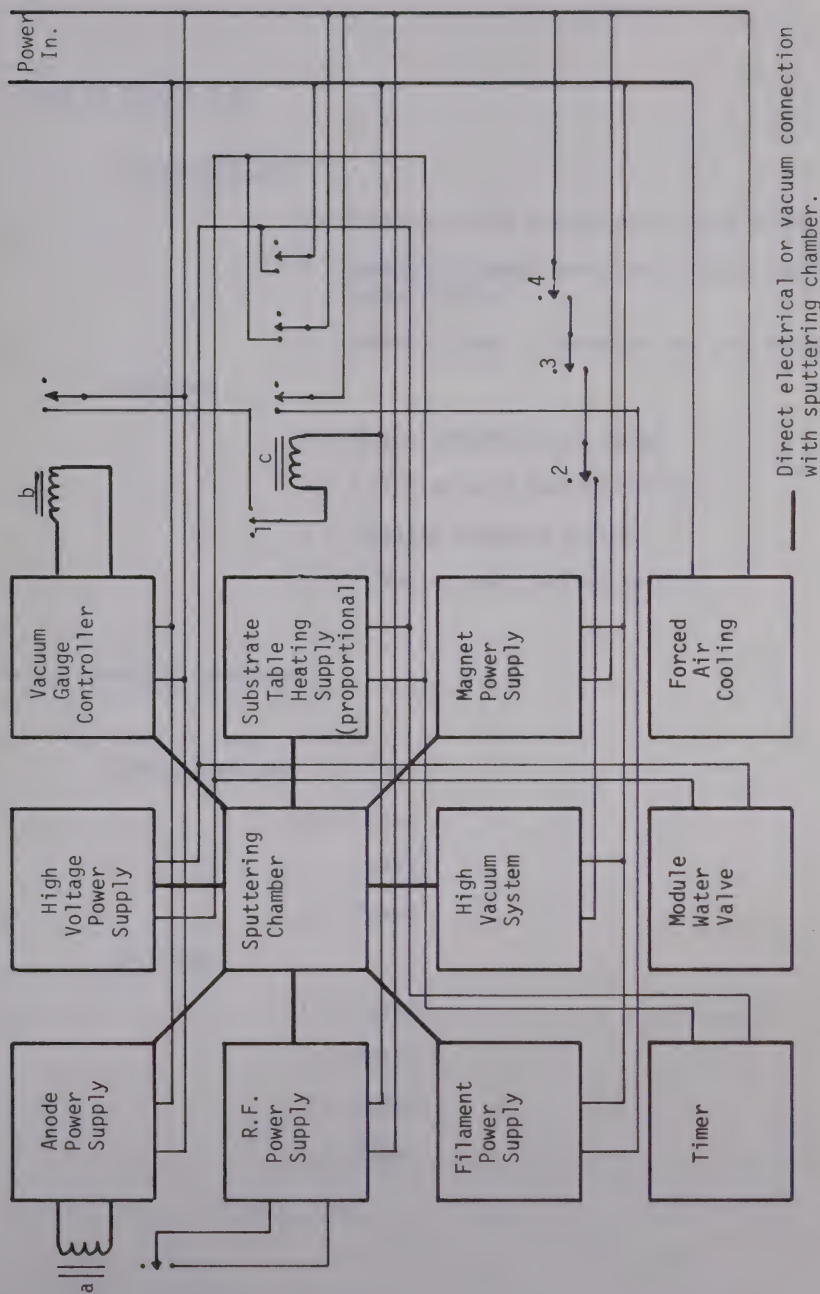 Power
In.
b
.4
.3
.2
1
c
a
Vacuum
Gauge
Controller
Substrate
Table
Heating
Supply
(proportional)
Magnet
Power
Supply
Forced
Air
Cooling
High
Voltage
Power
Supply
Sputtering
Chamber
High
Vacuum
System
Module
Water
Valve
Anode
Power
Supply
R.F.
Power
Supply
Filament
Power
Supply
Timer
Direct electrical or vacuum connection
with sputtering chamber.